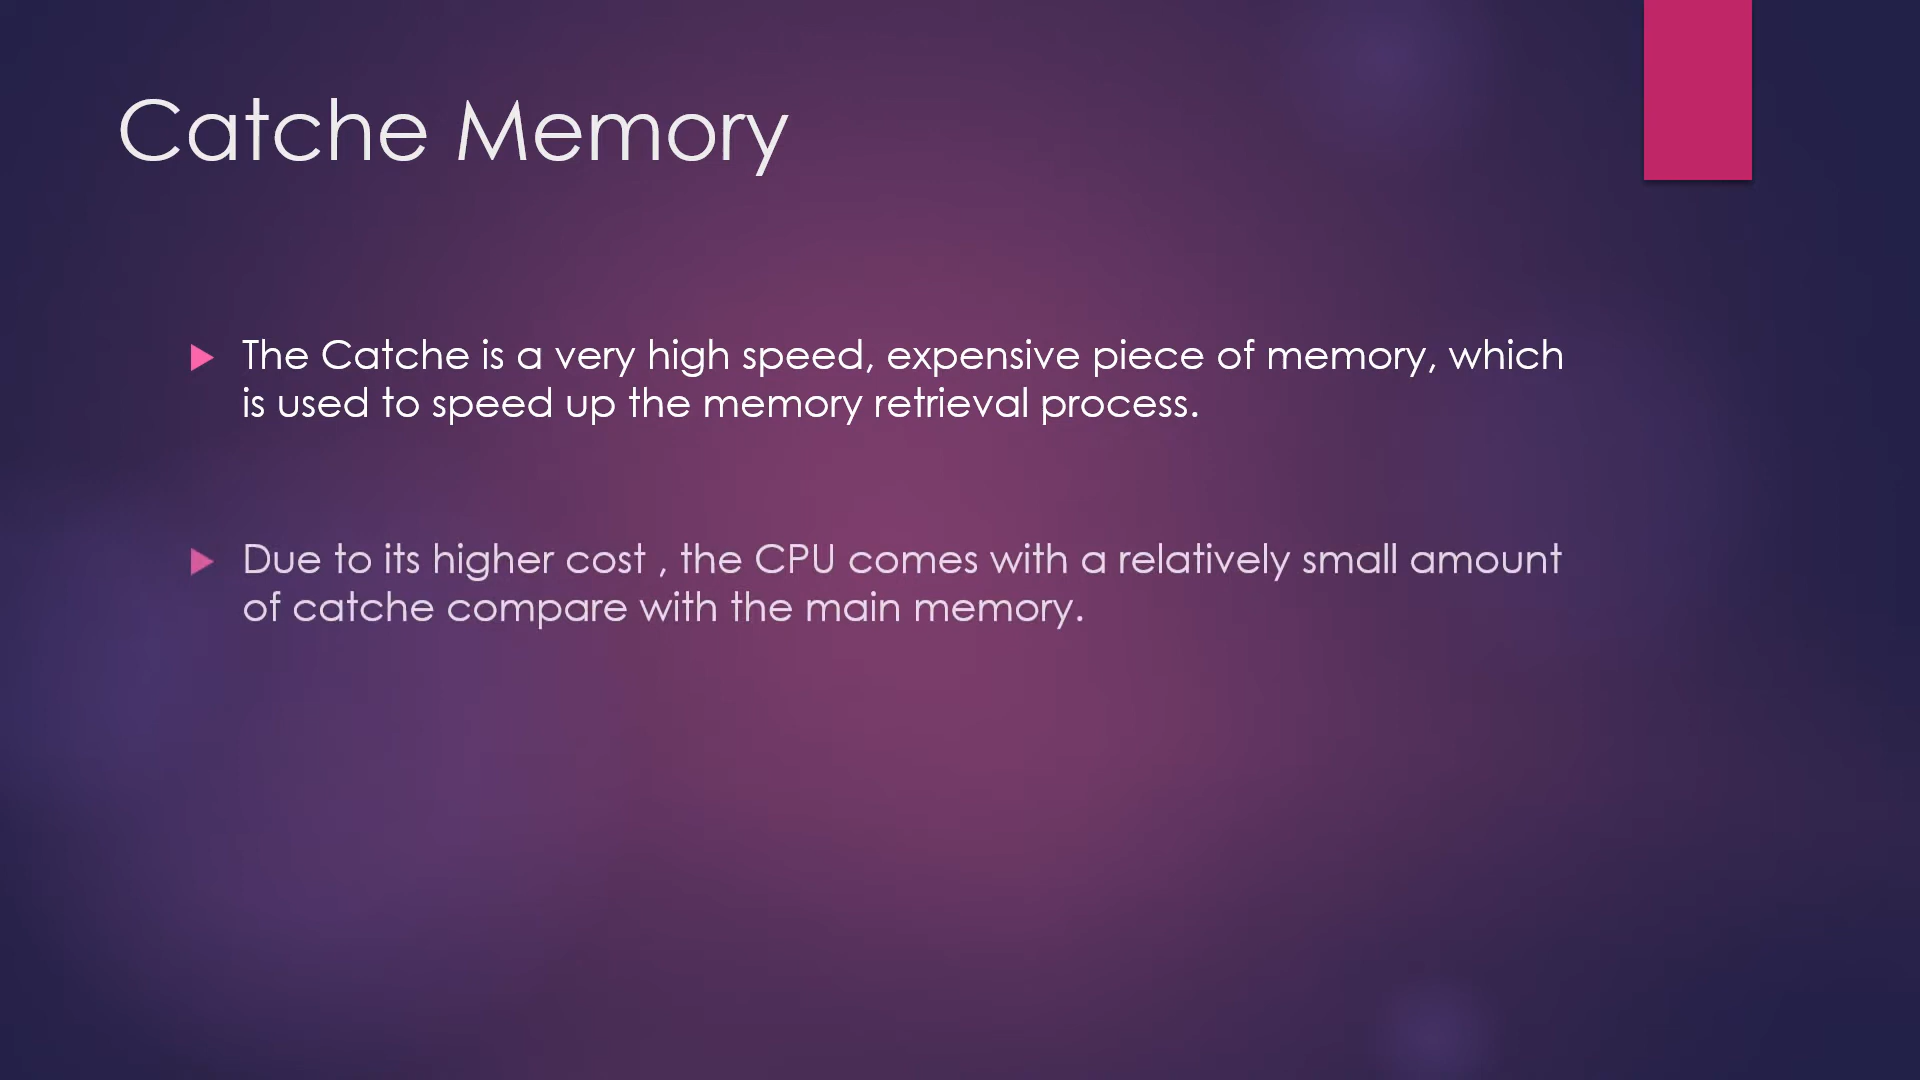 Catche Memory
The Catche is a very high speed, expensive piece of memory, which
is used to speed up the memory retrieval process.
Due to its higher cost , the CPU comes with a relatively small amount
of catche compare with the main memory.